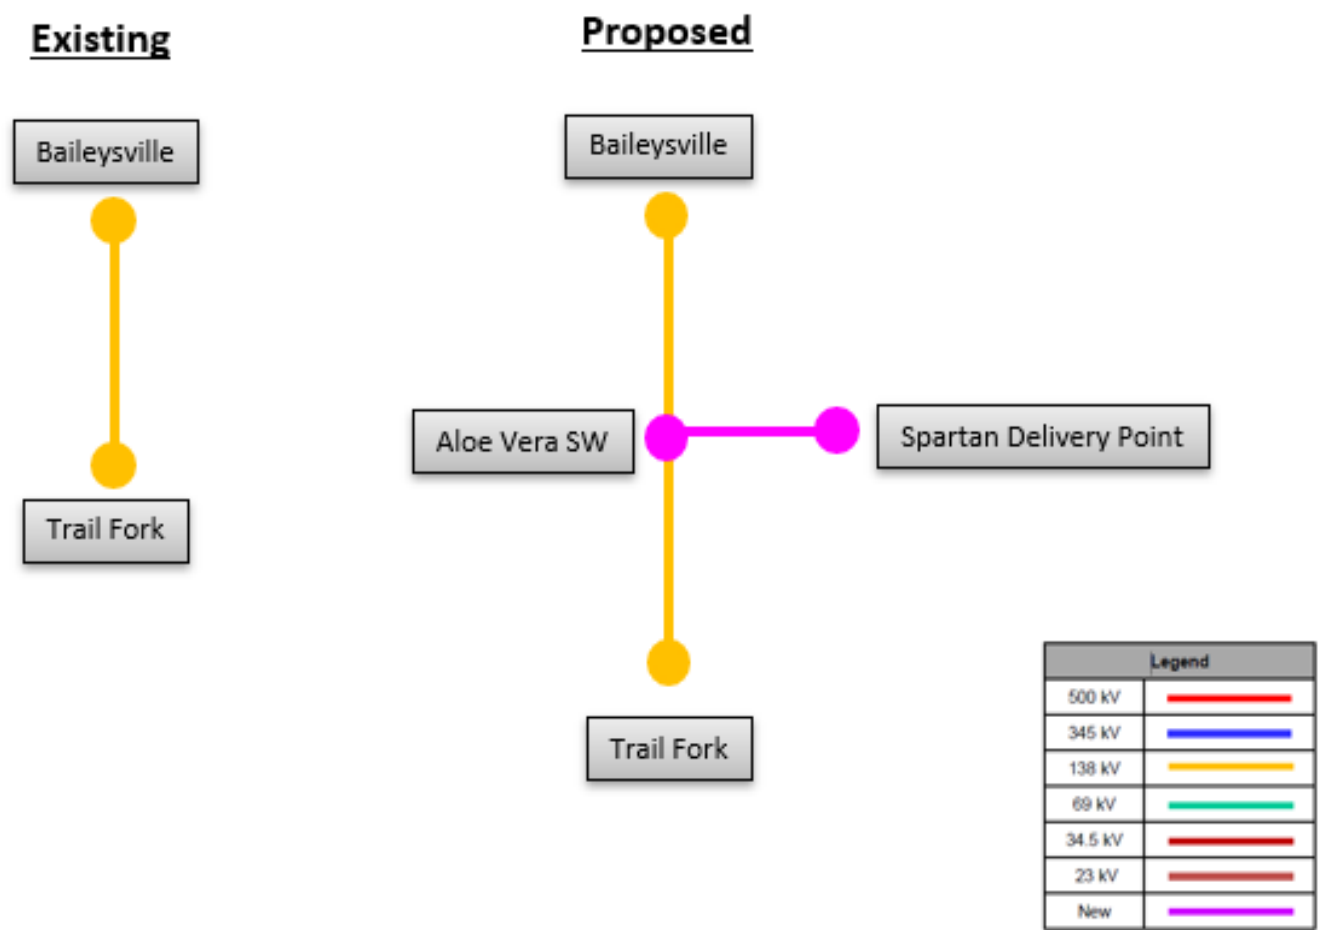 Existing
Proposed
Baileysville
Trail Fork
Baileysville
Aloe Vera SW
Spartan Delivery Point
Trail Fork
Legend
500 kV
345 kV
138 kV
69 kV
34.5 kV
23 kV
New